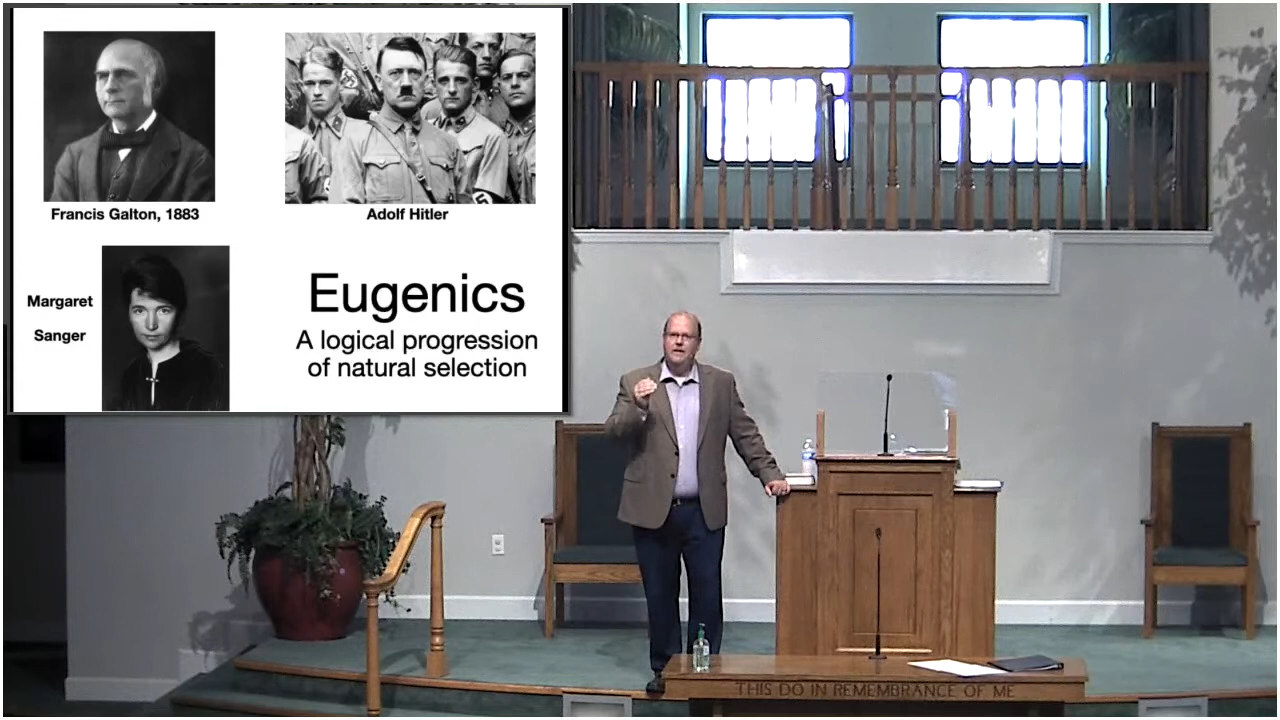 Francis Galton, 1883
Adolf Hitler
Margaret
Sanger
Eugenics
A logical progression
of natural selection
THIS DO IN REMEMBRANCE OF ME